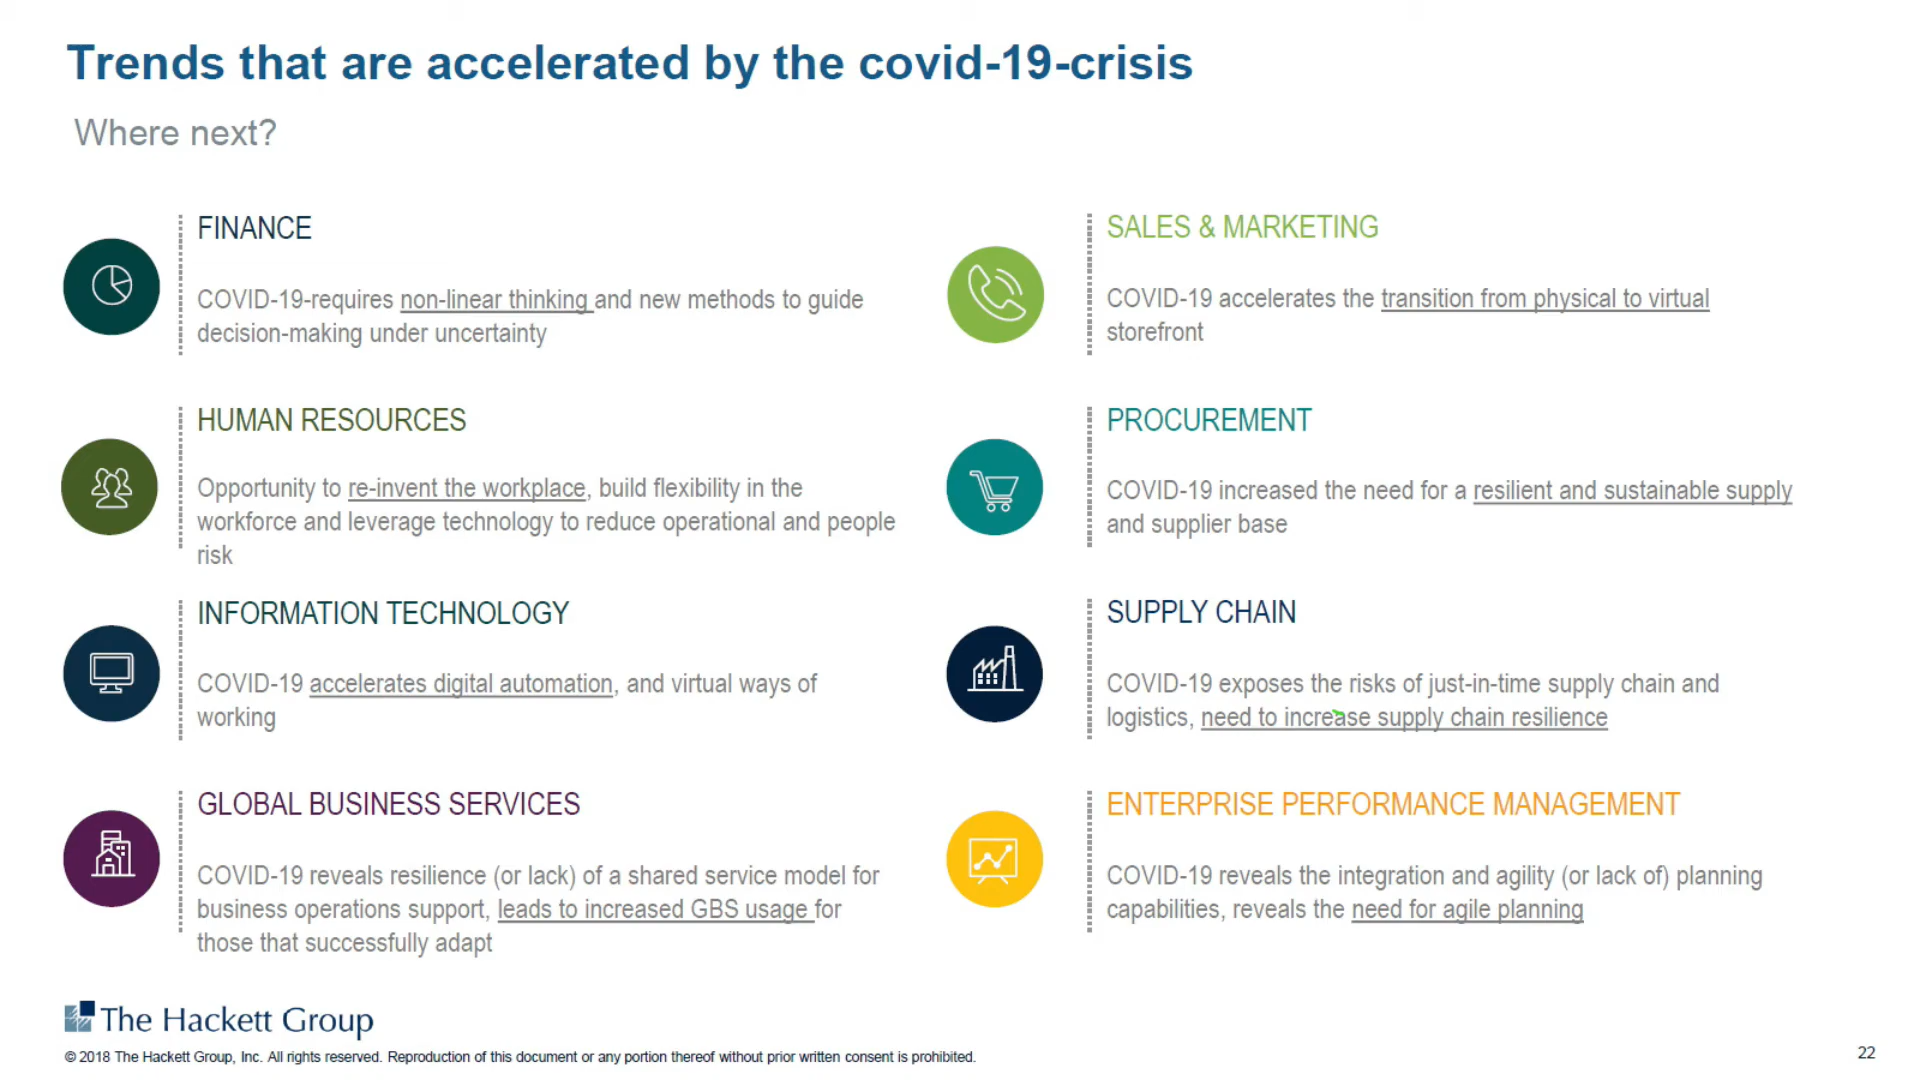 Trends that are accelerated by the covid-19-crisis
Where next?
FINANCE
COVID-19-requires non-linear thinking and new methods to guide
decision-making under uncertainty
HUMAN RESOURCES
Opportunity to re-invent the workplace, build flexibility in the
workforce and leverage technology to reduce operational and people
risk
INFORMATION TECHNOLOGY
COVID-19 accelerates digital automation, and virtual ways of
working
GLOBAL BUSINESS SERVICES
COVID-19 reveals resilience (or lack) of a shared service model for
business operations support, leads to increased GBS usage for
those that successfully adapt
SALES & MARKETING
COVID-19 accelerates the transition from physical to virtual
storefront
PROCUREMENT
COVID-19 increased the need for a resilient and sustainable supply
and supplier base
SUPPLY CHAIN
COVID-19 exposes the risks of just-in-time supply chain and
logistics, need to increase supply chain resilience
ENTERPRISE PERFORMANCE MANAGEMENT
COVID-19 reveals the integration and agility (or lack of) planning
capabilities, reveals the need for agile planning
The Hackett Group
© 2018 The Hackett Group, Inc. All rights reserved. Reproduction of this document or any portion thereof without prior written consent is prohibited.
22